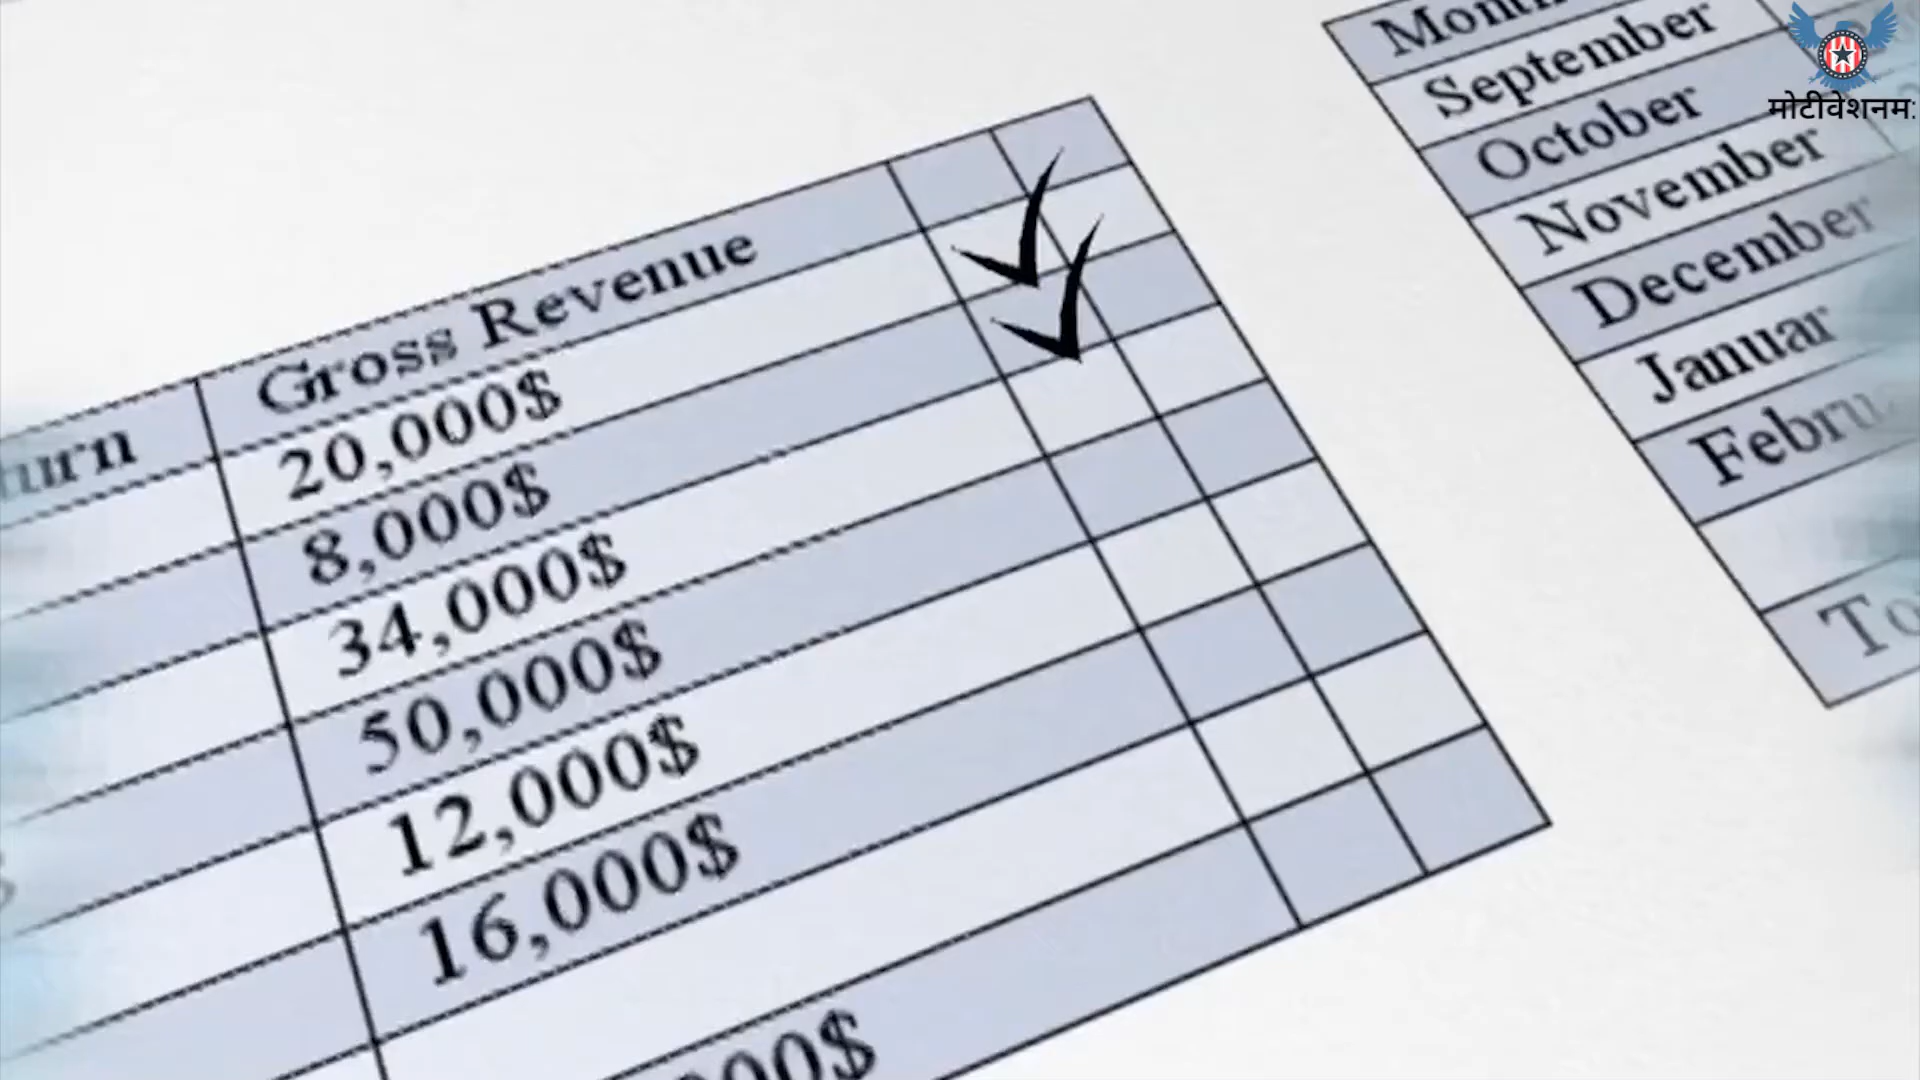 Gross Revenue
20,000$
8,000$
34,000$
50,000$
12,000$
16,000$
September
October
November
December
Januar
मोटीवेशनम: